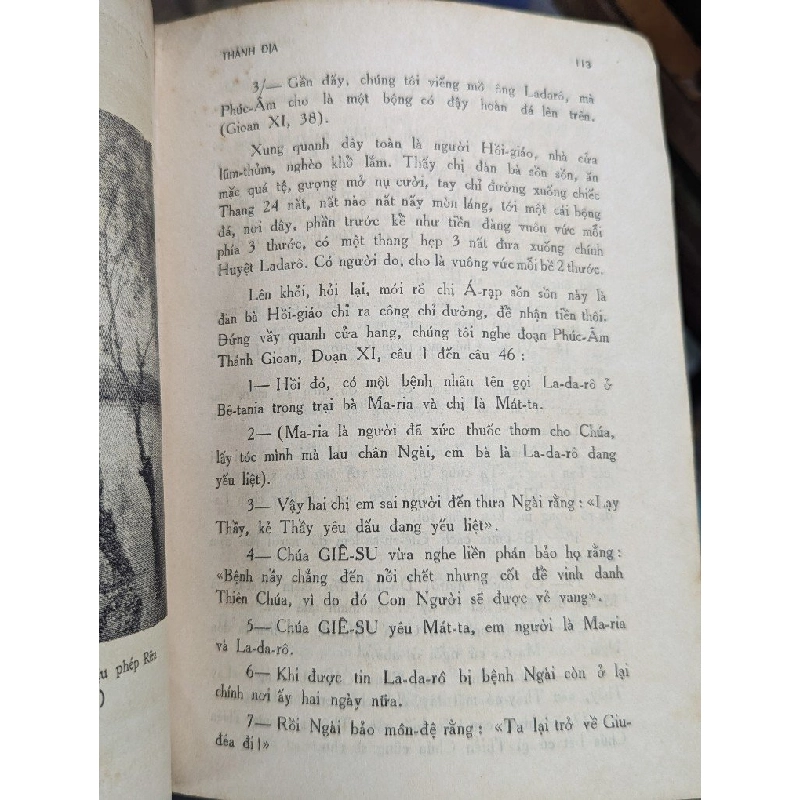 THÁNH ĐỊA
113
3/— Gần đây, chúng tôi viếng mồ ông Ladarô, mà
Phúc-Âm cho là một bộng có đậy hoàn đá lên trên.
(Gioan XI, 38).
Xung quanh đây toàn là người Hồi-giáo, nhà cửa
lũm-thủm, nghèo khổ lắm. Thấy chị đàn bà sồn sồn, ăn
mặc quá tệ, gượng mở nụ cười, tay chỉ đường xuống chiếc
Thang 24 nất, nất nào nất nấy mòn láng, tới một cái bộng
đá, nơi đây, phần trước kể như tiền đàng vuôn vức mỗi
phía 3 thước, có một thang hẹp 3 nất đưa xuống chính
Huyệt Ladarô. Có người do, cho là vuông vức mỗi bề 2 thước.
Lên khỏi, hỏi lại, mới rõ chị Á-rạp sồn sồn này là
đàn bà Hồi-giáo chỉ ra công chỉ đường, để nhận tiền thôi.
Đứng vầy quanh cửa hang, chúng tôi nghe đoạn Phúc-Âm
Thánh Gioan, Đoạn XI, câu 1 đến câu 46 :
1— Hồi đó, có một bệnh nhân tên gọi La-da-rô ở
Bê-tania trong trại bà Ma-ria và chị là Mát-ta.
2— (Ma-ria là người đã xức thuốc thơm cho Chúa,
lấy tóc mình mà lau chân Ngài, em bà là La-da-rô đang
yếu liệt).
3— Vậy hai chị em sai người đến thưa Ngài rằng : «Lạy
Thầy, kẻ Thầy yêu dấu đang yếu liệt».
4— Chúa GIÊ-SU vừa nghe liền phán bảo họ rằng :
«Bệnh nầy chẳng đến nỗi chết nhưng cốt để vinh danh
Thiên Chúa, vì do đó Con Người sẽ được vẻ vang».
5— Chúa GIÊ-SU yêu Mát-ta, em người là Ma-ria
và La-da-rô.
6— Khi được tin La-da-rô bị bệnh Ngài còn ở lại
chính nơi ấy hai ngày nữa.
7— Rồi Ngài bảo môn-đệ rằng : «Ta lại trở về Giu-
đêa đi !»
phép Rửa